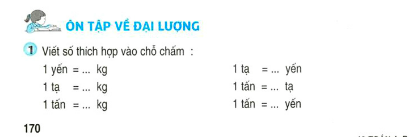 ÔN TẬP VỀ ĐẠI LƯỢNG
1 Viết số thích hợp vào chỗ chấm :
1 yến = ... kg
1 tạ = ... kg
1 tấn = ... kg
1 tạ = ... yến
1 tấn = ... tạ
1 tấn = ... yến
170